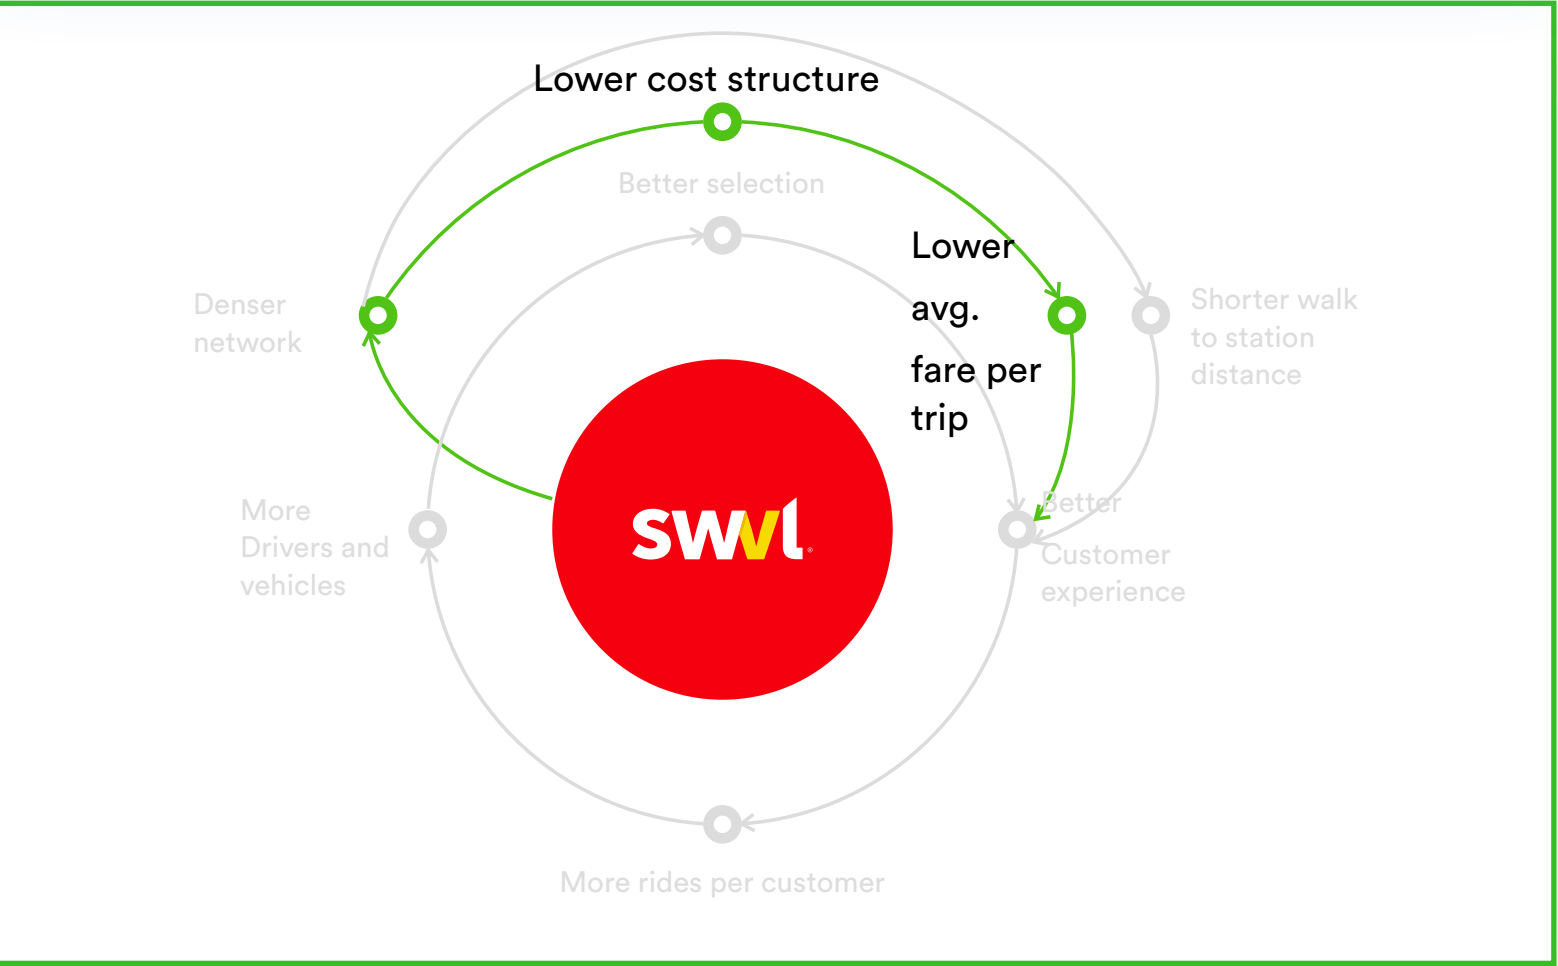 Lower cost structure
Better selection
Lower
avg.
fare per
trip
Denser
network
Shorter walk
to station
distance
More
Drivers and
vehicles
swvl
®
Better
Customer
experience
More rides per customer